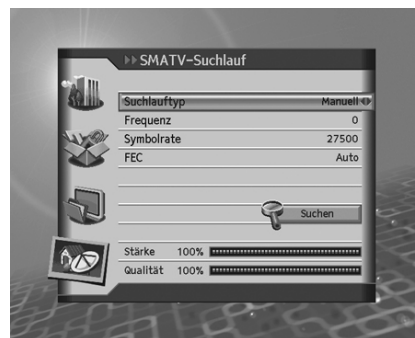 SMATV-Suchlauf
Suchlauftyp Manuell
Frequenz 0
Symbolrate 27500
FEC Auto
Suchen
Stärke 100%
Qualität 100%